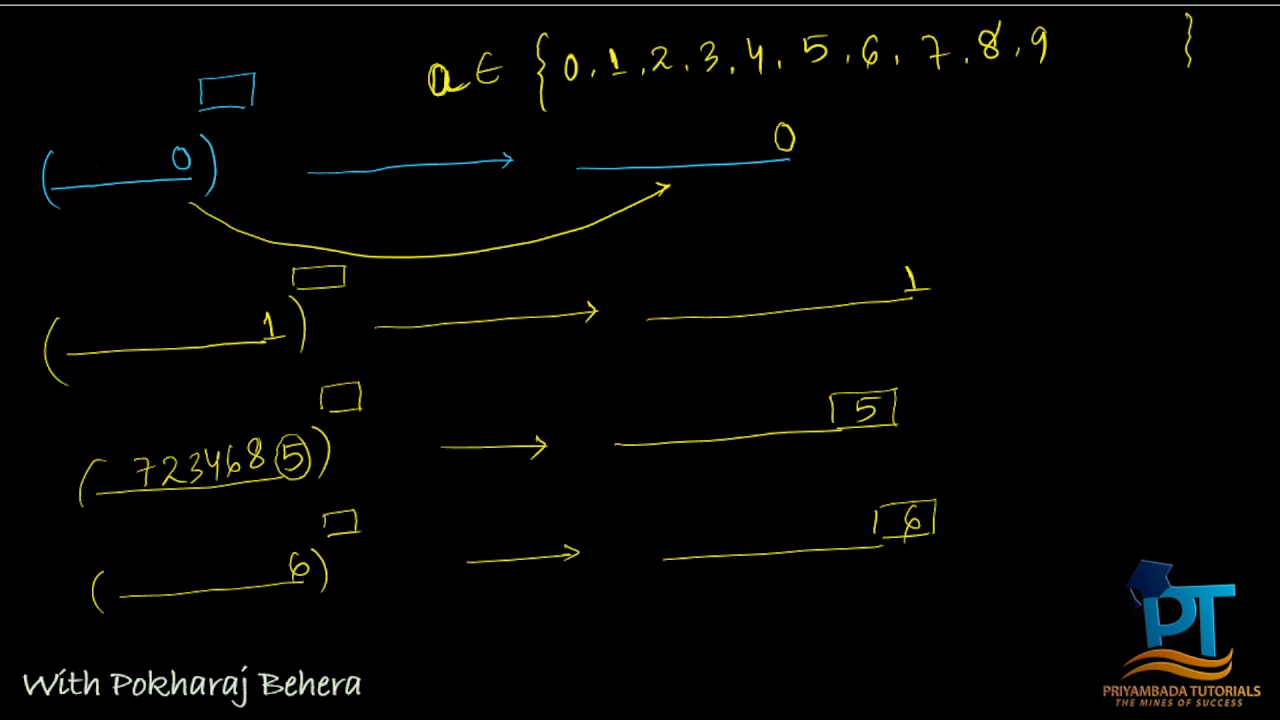 a ∈ { 0, 1, 2, 3, 4, 5, 6, 7, 8, 9 }
( 0 )□ → 0
( 1 )□ → 1
( 7234685 )□ → 5
( 6 )□ → 6
PT
With Pokharaj Behera
PRIYAMBADA TUTORIALS
THE MINES OF SUCCESS